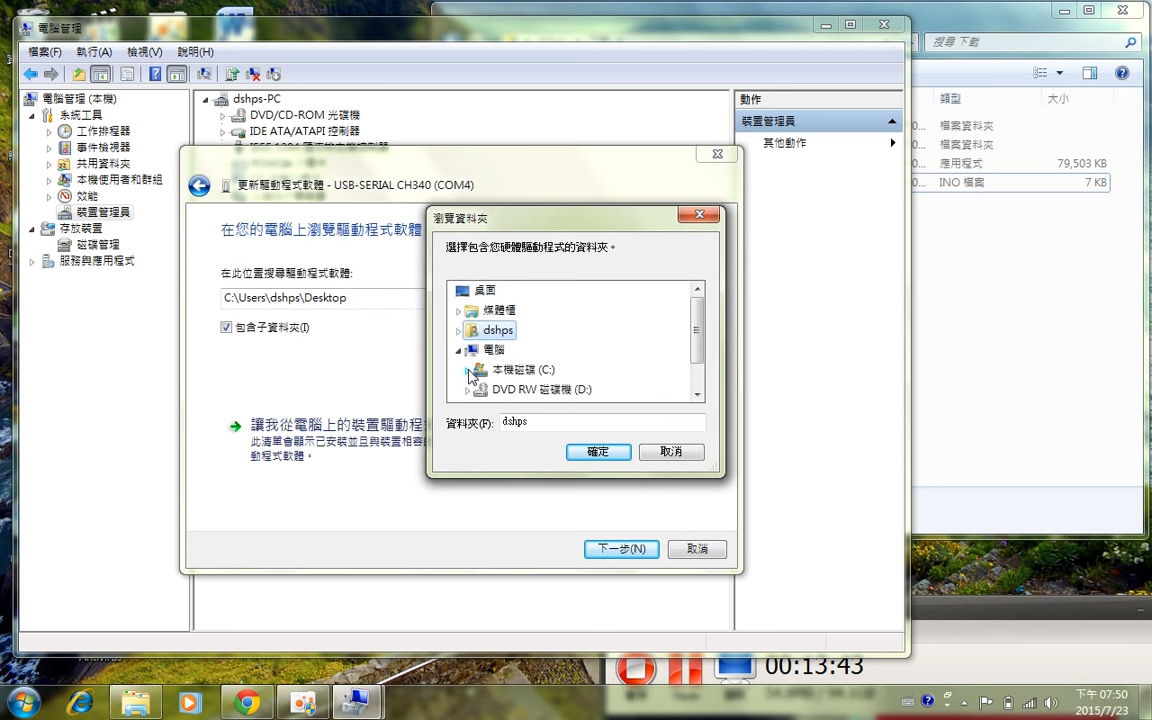 電腦管理
檔案(F) 執行(A) 檢視(V) 說明(H)
搜尋 下載
電腦管理 (本機)
系統工具
工作排程器
事件檢視器
共用資料夾
本機使用者和群組
效能
裝置管理員
存放裝置
磁碟管理
服務與應用程式
dshps-PC
DVD/CD-ROM 光碟機
IDE ATA/ATAPI 控制器
動作
裝置管理員
其他動作
類型 大小
0... 檔案資料夾
0... 檔案資料夾
0... 應用程式 79,503 KB
0... INO 檔案 7 KB
更新驅動程式軟體 - USB-SERIAL CH340 (COM4)
在您的電腦上瀏覽驅動程式軟體
在此位置搜尋驅動程式軟體:
C:\Users\dshps\Desktop
包含子資料夾(I)
讓我從電腦上的裝置驅動程
此清單會顯示已安裝並且與裝置相容
動程式軟體。
下一步(N) 取消
瀏覽資料夾
選擇包含您硬體驅動程式的資料夾。
桌面
媒體櫃
dshps
電腦
本機磁碟 (C:)
DVD RW 磁碟機 (D:)
資料夾(F): dshps
確定 取消
00:13:43
下午 07:50
2015/7/23